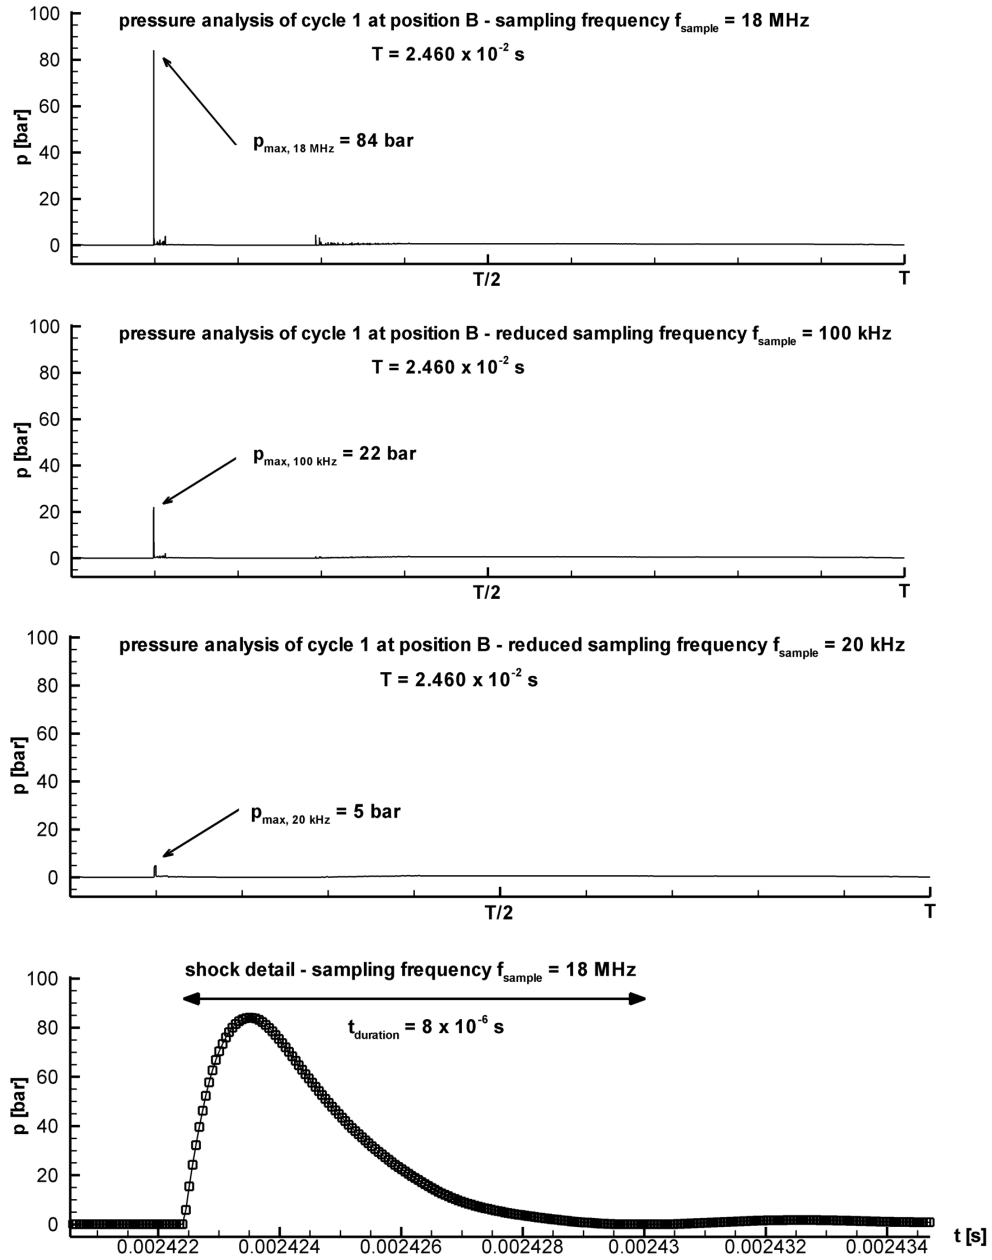 pressure analysis of cycle 1 at position B - sampling frequency fsample = 18 MHz
T = 2.460 x 10-2 s
100
80
60
40
20
0
p [bar]
pmax, 18 MHz = 84 bar
T/2
T
pressure analysis of cycle 1 at position B - reduced sampling frequency fsample = 100 kHz
T = 2.460 x 10-2 s
100
80
60
40
20
0
p [bar]
pmax, 100 kHz = 22 bar
T/2
T
pressure analysis of cycle 1 at position B - reduced sampling frequency fsample = 20 kHz
T = 2.460 x 10-2 s
100
80
60
40
20
0
p [bar]
pmax, 20 kHz = 5 bar
T/2
T
shock detail - sampling frequency fsample = 18 MHz
tduration = 8 x 10-6 s
100
80
60
40
20
0
p [bar]
0.002422 0.002424 0.002426 0.002428 0.00243 0.002432 0.002434 t [s]